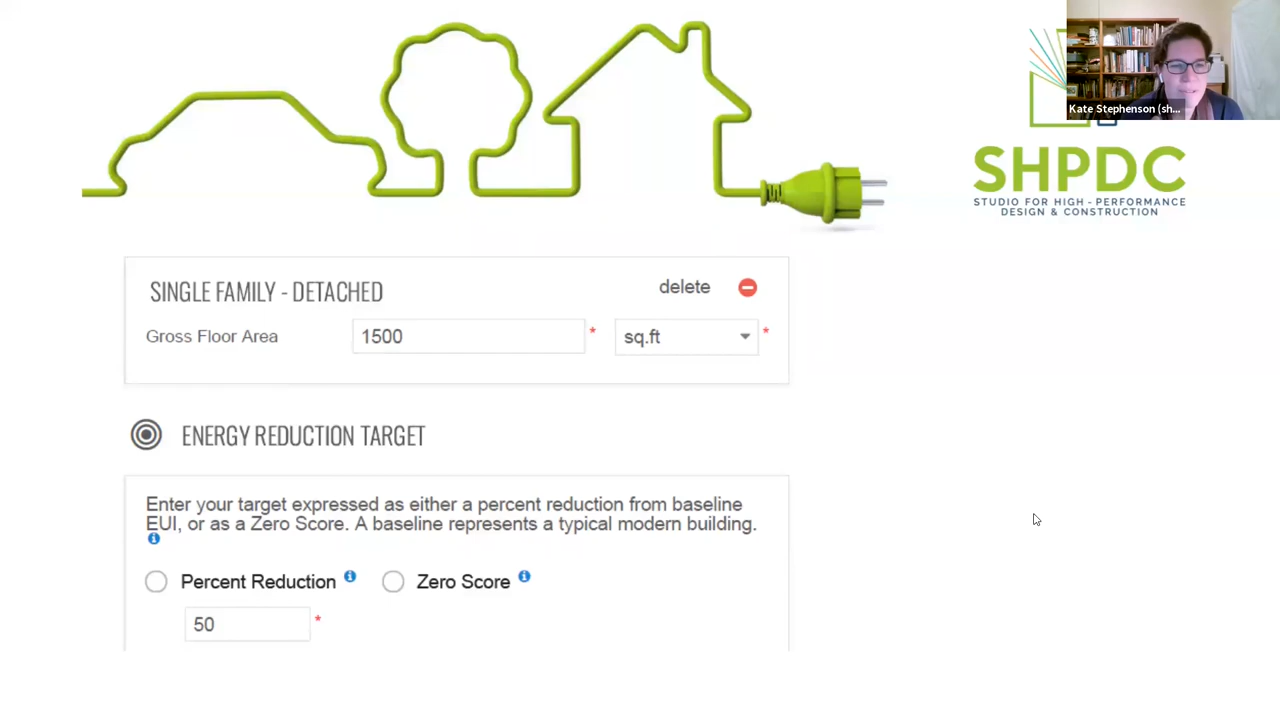 Kate Stephenson (sh...
SHPDC
STUDIO FOR HIGH - PERFORMANCE
DESIGN & CONSTRUCTION
SINGLE FAMILY - DETACHED
delete
Gross Floor Area
1500
*
sq.ft
*
ENERGY REDUCTION TARGET
Enter your target expressed as either a percent reduction from baseline
EUI, or as a Zero Score. A baseline represents a typical modern building.
Percent Reduction
Zero Score
50
*